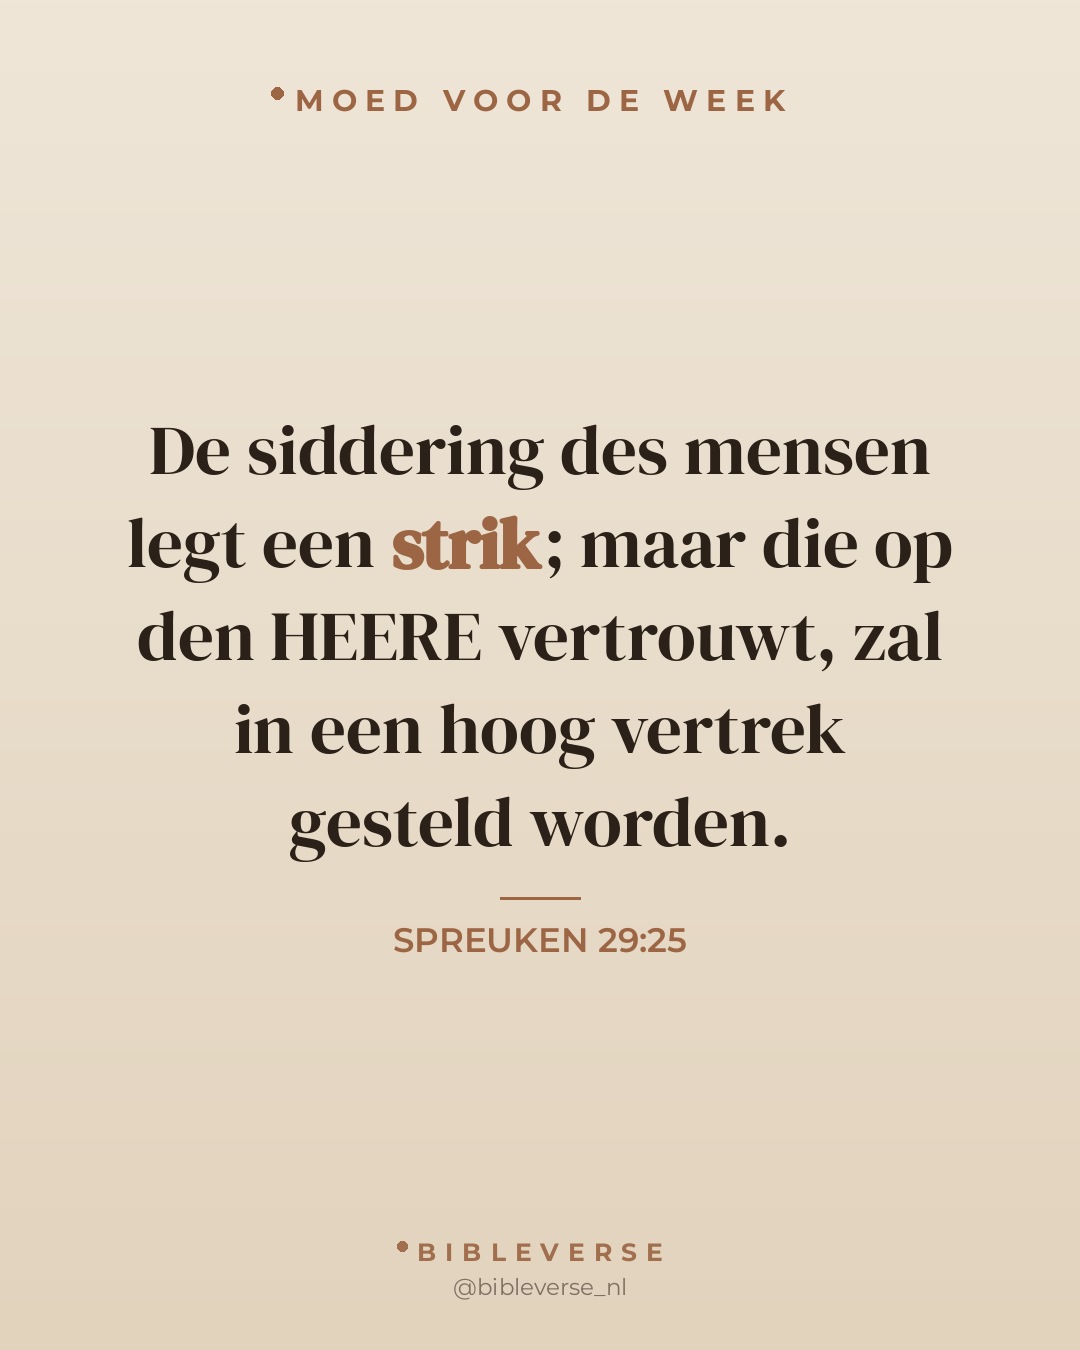 MOED VOOR DE WEEK
De siddering des mensen
legt een strik; maar die op
den HEERE vertrouwt, zal
in een hoog vertrek
gesteld worden.
SPREUKEN 29:25
BIBLEVERSE
@bibleverse_nl